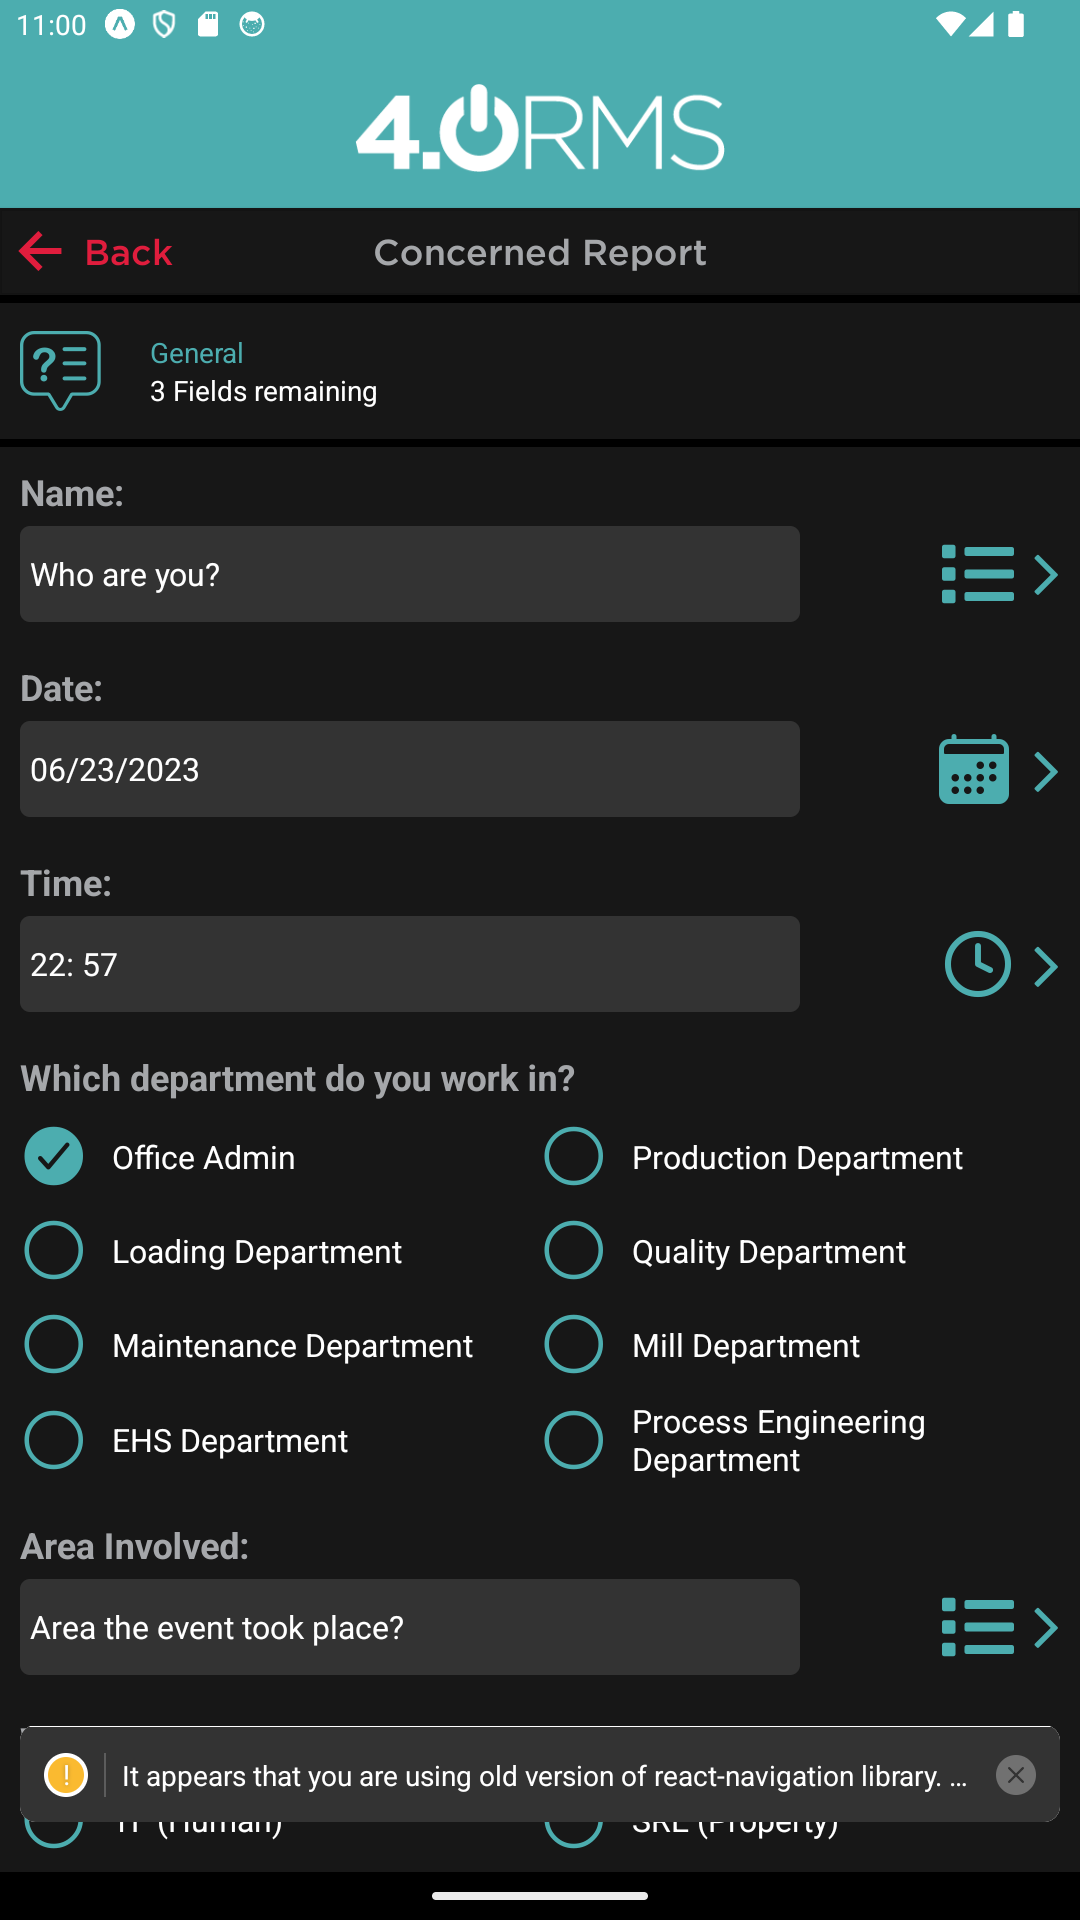 11:00
4.0RMS
Back
Concerned Report
General
3 Fields remaining
Name:
Who are you?
Date:
06/23/2023
Time:
22: 57
Which department do you work in?
Office Admin
Production Department
Loading Department
Quality Department
Maintenance Department
Mill Department
EHS Department
Process Engineering
Department
Area Involved:
Area the event took place?
It appears that you are using old version of react-navigation library. ...
(Human)
(Property)